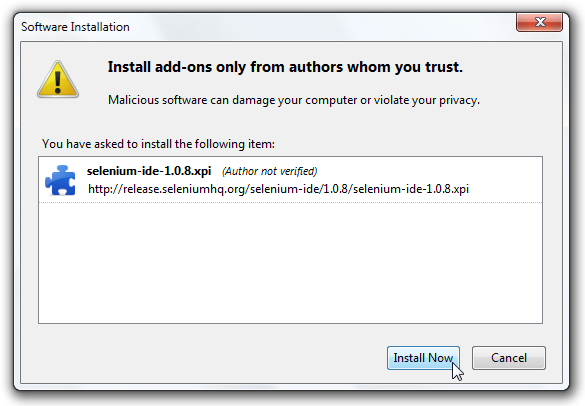 Software Installation
Install add-ons only from authors whom you trust.
Malicious software can damage your computer or violate your privacy.
You have asked to install the following item:
selenium-ide-1.0.8.xpi (Author not verified)
http://release.seleniumhq.org/selenium-ide/1.0.8/selenium-ide-1.0.8.xpi
Install Now Cancel